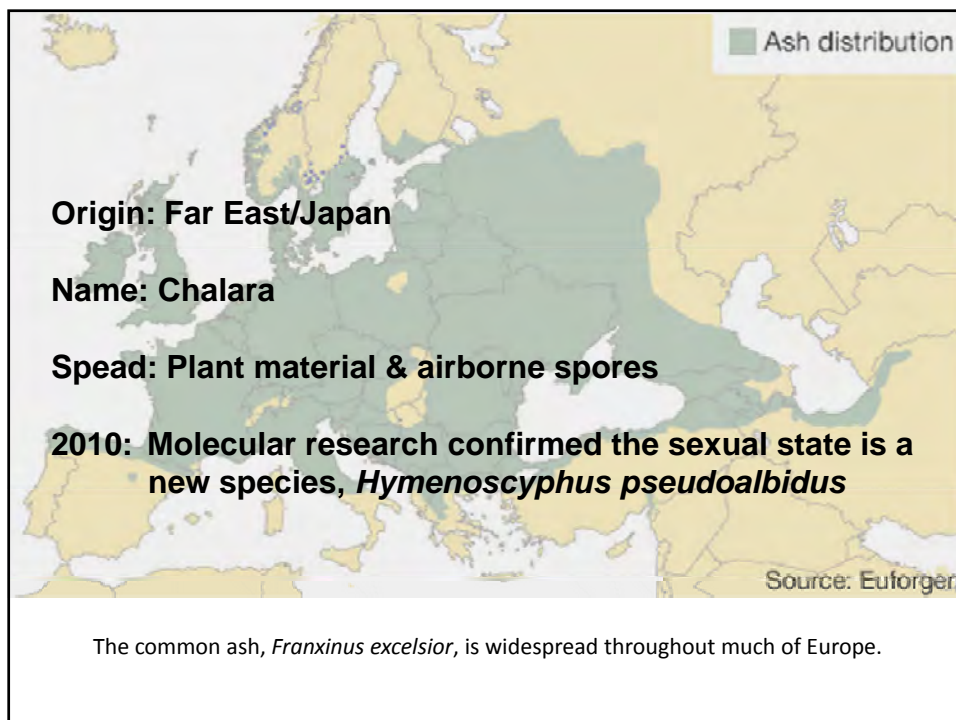 Ash distribution
Origin: Far East/Japan
Name: Chalara
Spead: Plant material & airborne spores
2010: Molecular research confirmed the sexual state is a
new species, Hymenoscyphus pseudoalbidus
Source: Euforgen
The common ash, Franxinus excelsior, is widespread throughout much of Europe.